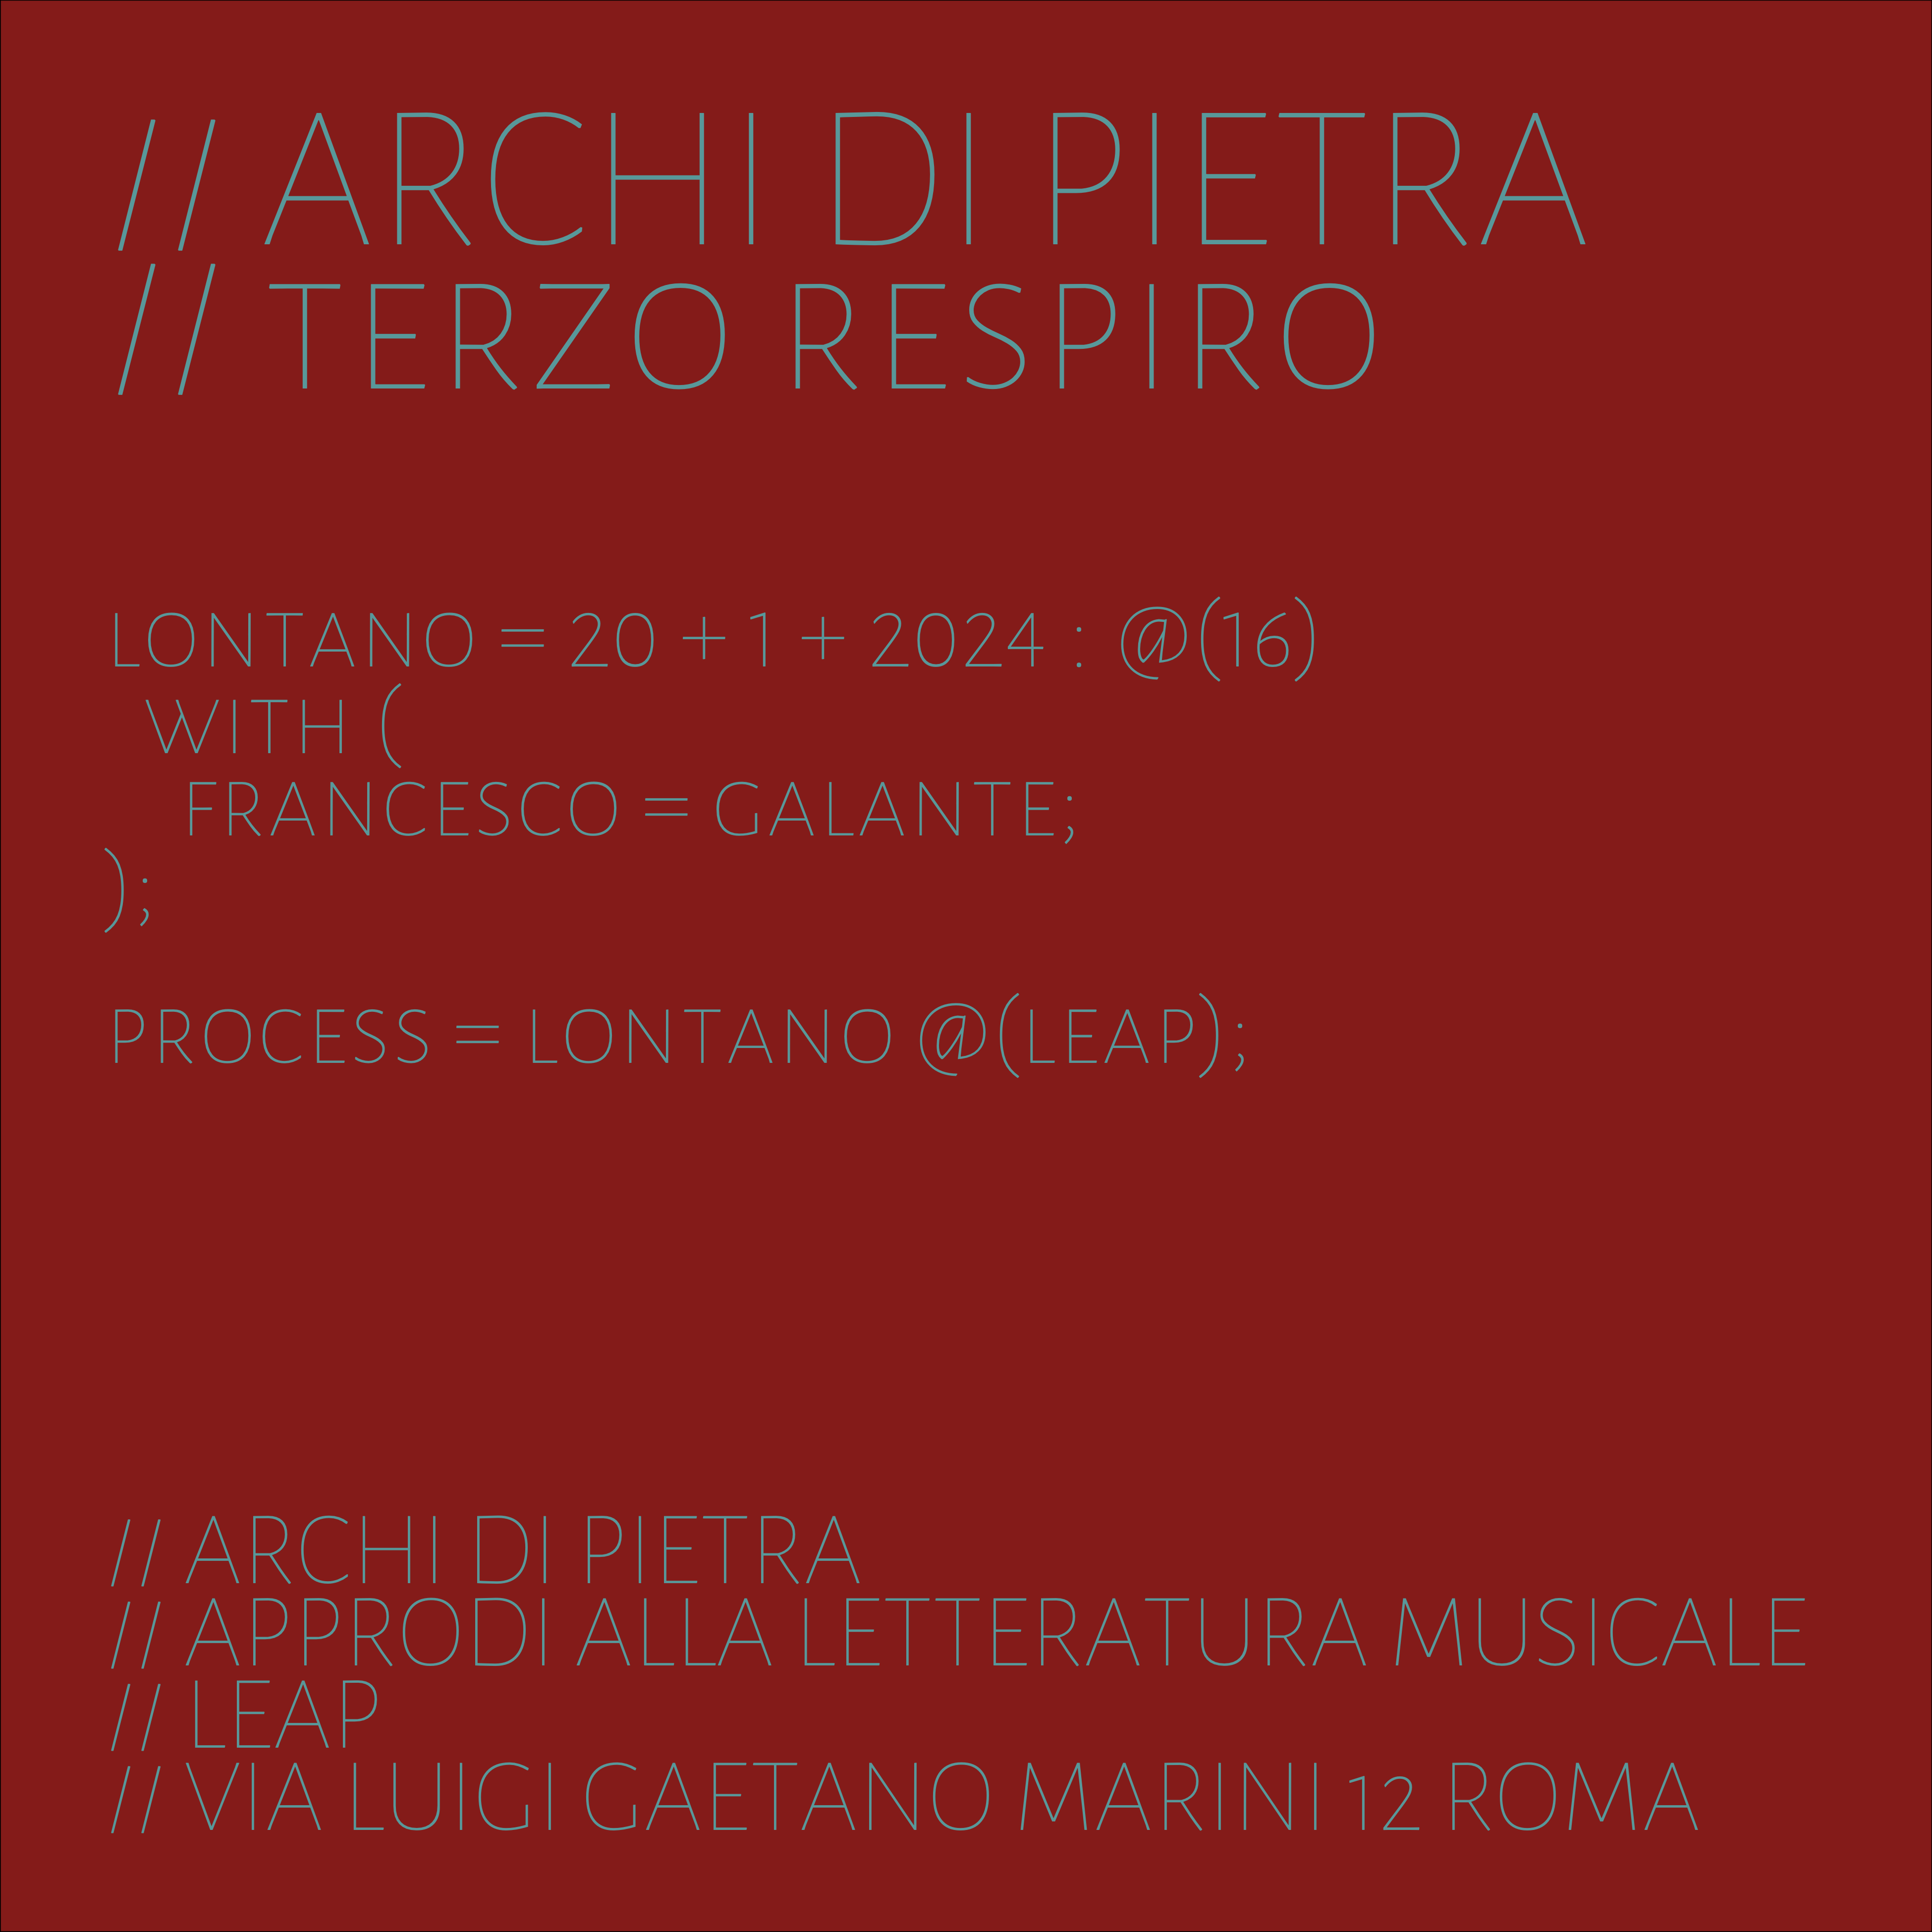 // ARCHI DI PIETRA
// TERZO RESPIRO
LONTANO = 20 + 1 + 2024 : @(16)
WITH (
FRANCESCO = GALANTE;
);
PROCESS = LONTANO @(LEAP);
// ARCHI DI PIETRA
// APPRODI ALLA LETTERATURA MUSICALE
// LEAP
// VIA LUIGI GAETANO MARINI 12 ROMA